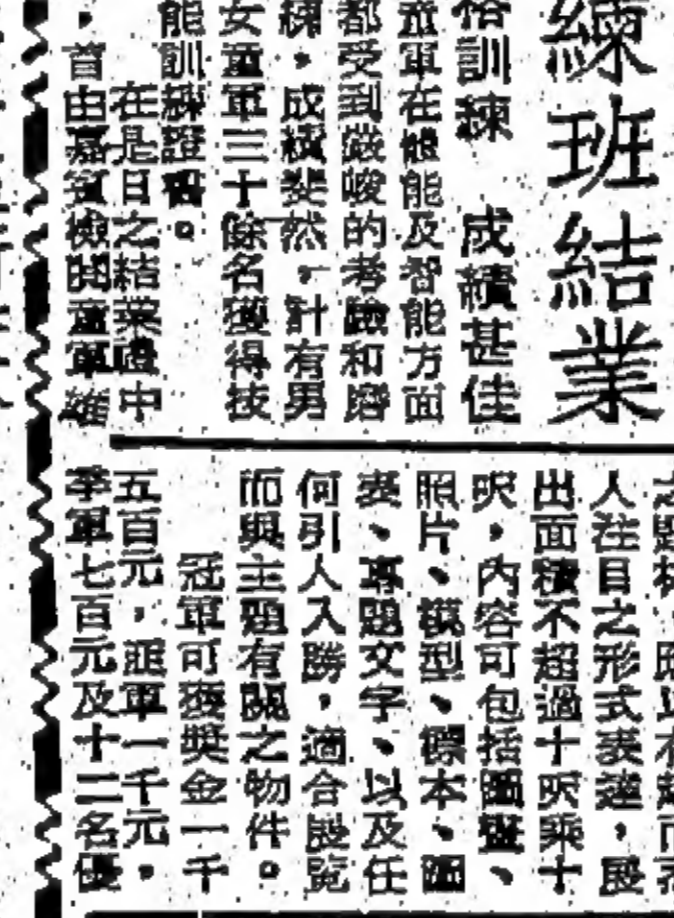 練班結業
訓練 成績甚佳
童軍在體能及智能方面
都受到嚴峻的考驗和磨
練，成績斐然，計有男
女童軍三十餘名獲得技
能訓練證書。
在是日之結業禮中
，首由嘉賓檢閱童軍雄
人注目之形式表達，展
出面積不超過十呎乘十
呎，內容可包括圖畫、
照片、模型、標本、圖
表、專題文字、以及任
何引人入勝，適合展覽
而與主題有關之物件。
冠軍可獲獎金一千
五百元，亞軍一千元，
季軍七百元及十二名優